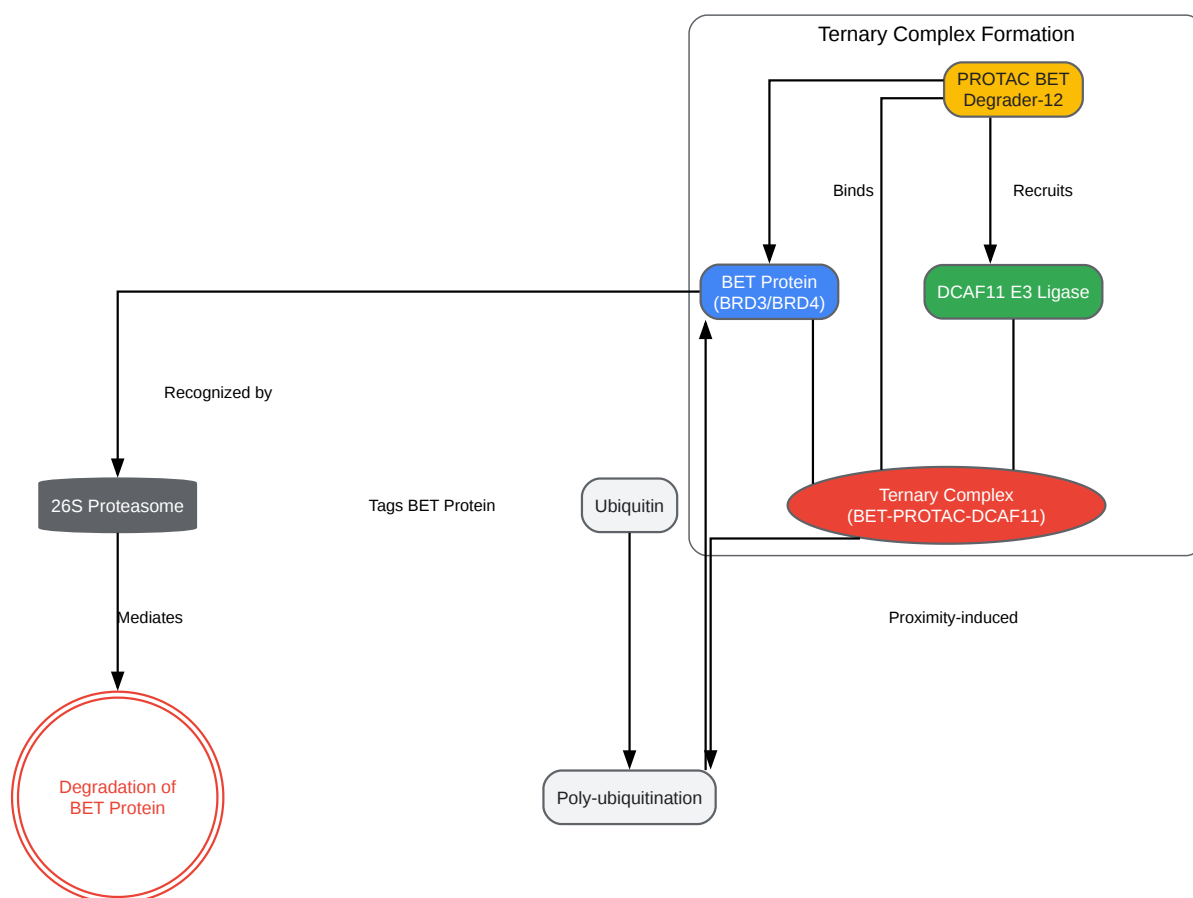 Ternary Complex Formation
PROTAC BET
Degrader-12
Binds
Recruits
BET Protein
(BRD3/BRD4)
DCAF11 E3 Ligase
Recognized by
26S Proteasome
Tags BET Protein
Ubiquitin
Ternary Complex
(BET-PROTAC-DCAF11)
Mediates
Proximity-induced
Degradation of
BET Protein
Poly-ubiquitination